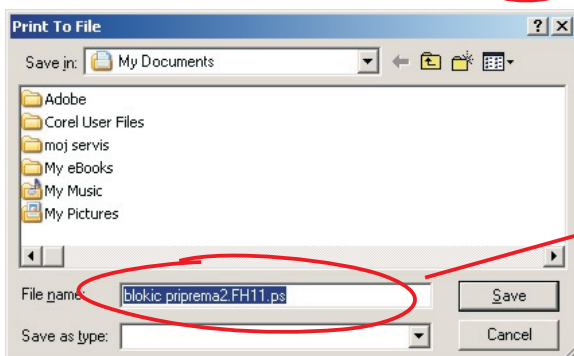 Print To File
Save in: My Documents
Adobe
Corel User Files
moj servis
My eBooks
My Music
My Pictures
File name: blokic priprema2.FH11.ps Save
Save as type: Cancel